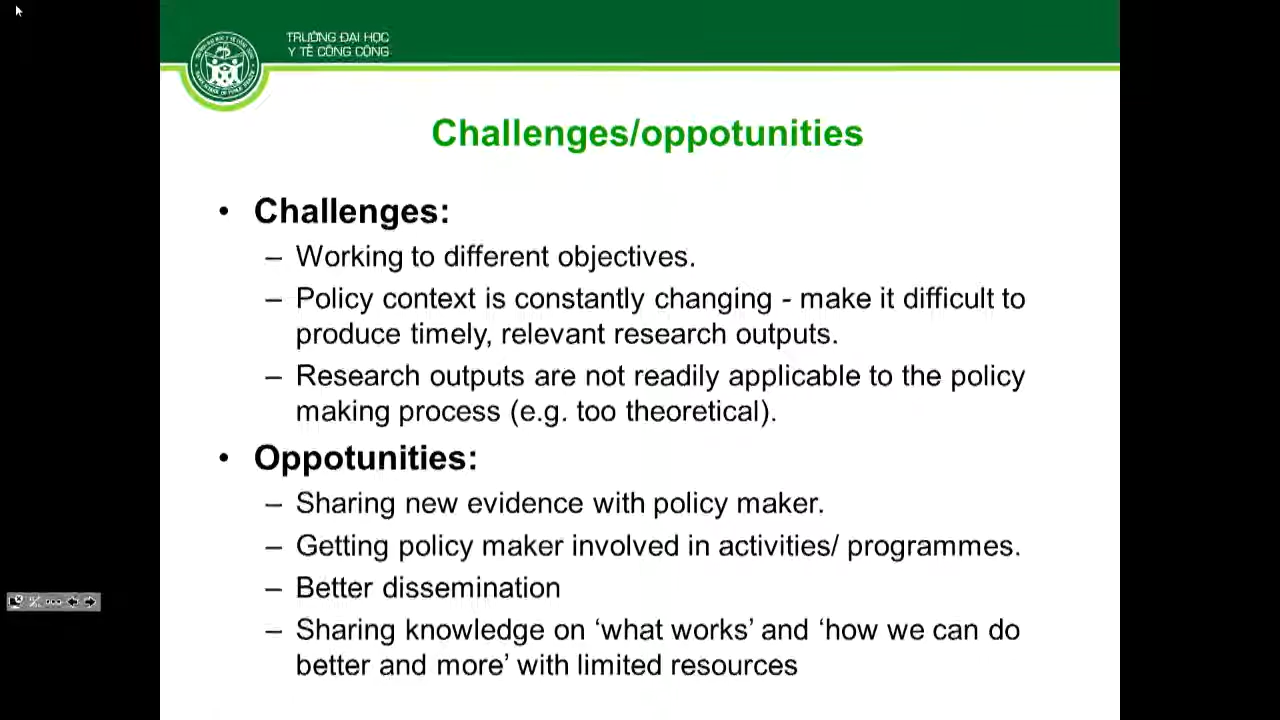 TRƯỜNG ĐẠI HỌC
Y TẾ CÔNG CỘNG
Challenges/oppotunities
• Challenges:
– Working to different objectives.
– Policy context is constantly changing - make it difficult to
produce timely, relevant research outputs.
– Research outputs are not readily applicable to the policy
making process (e.g. too theoretical).
• Oppotunities:
– Sharing new evidence with policy maker.
– Getting policy maker involved in activities/ programmes.
– Better dissemination
– Sharing knowledge on ‘what works’ and ‘how we can do
better and more’ with limited resources